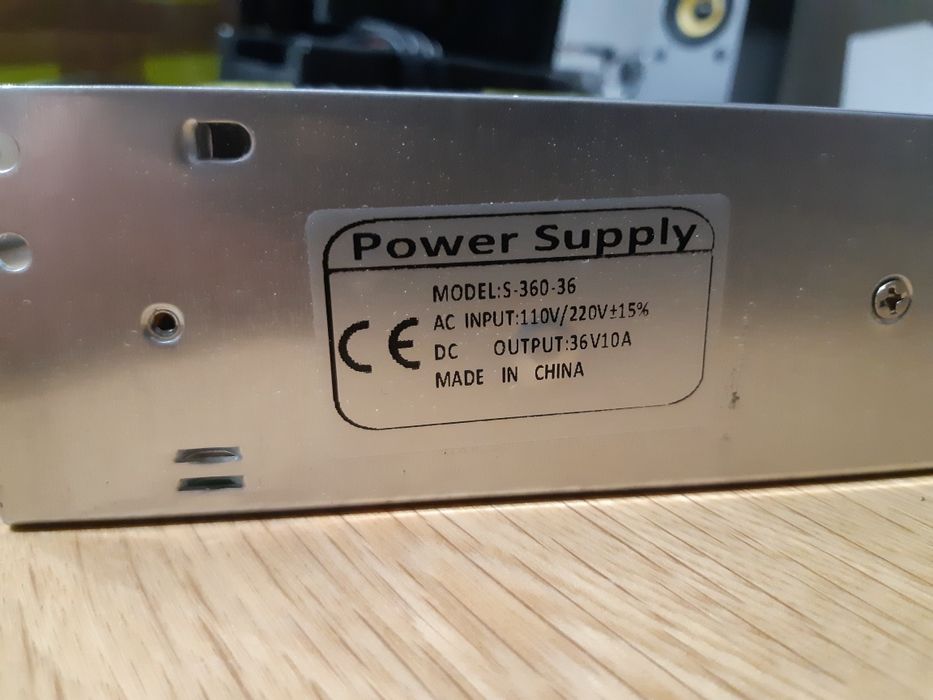 Power Supply
MODEL:S-360-36
AC INPUT:110V/220V±15%
CE
DC OUTPUT:36V10A
MADE IN CHINA